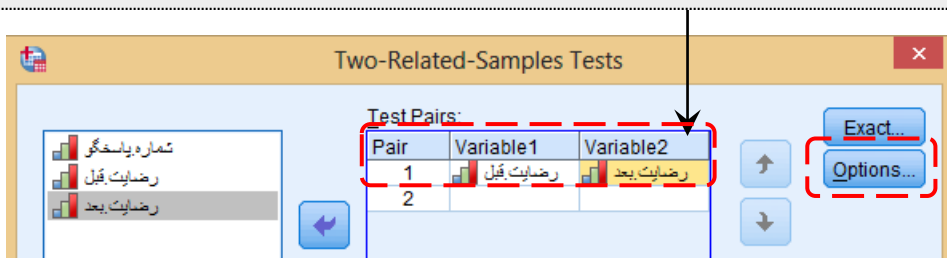 Two-Related-Samples Tests
Test Pairs:
شماره.پاسخگو
رضایت.قبل
رضایت.بعد
Pair Variable1 Variable2
1 رضایت.قبل رضایت.بعد
2
Exact...
Options...